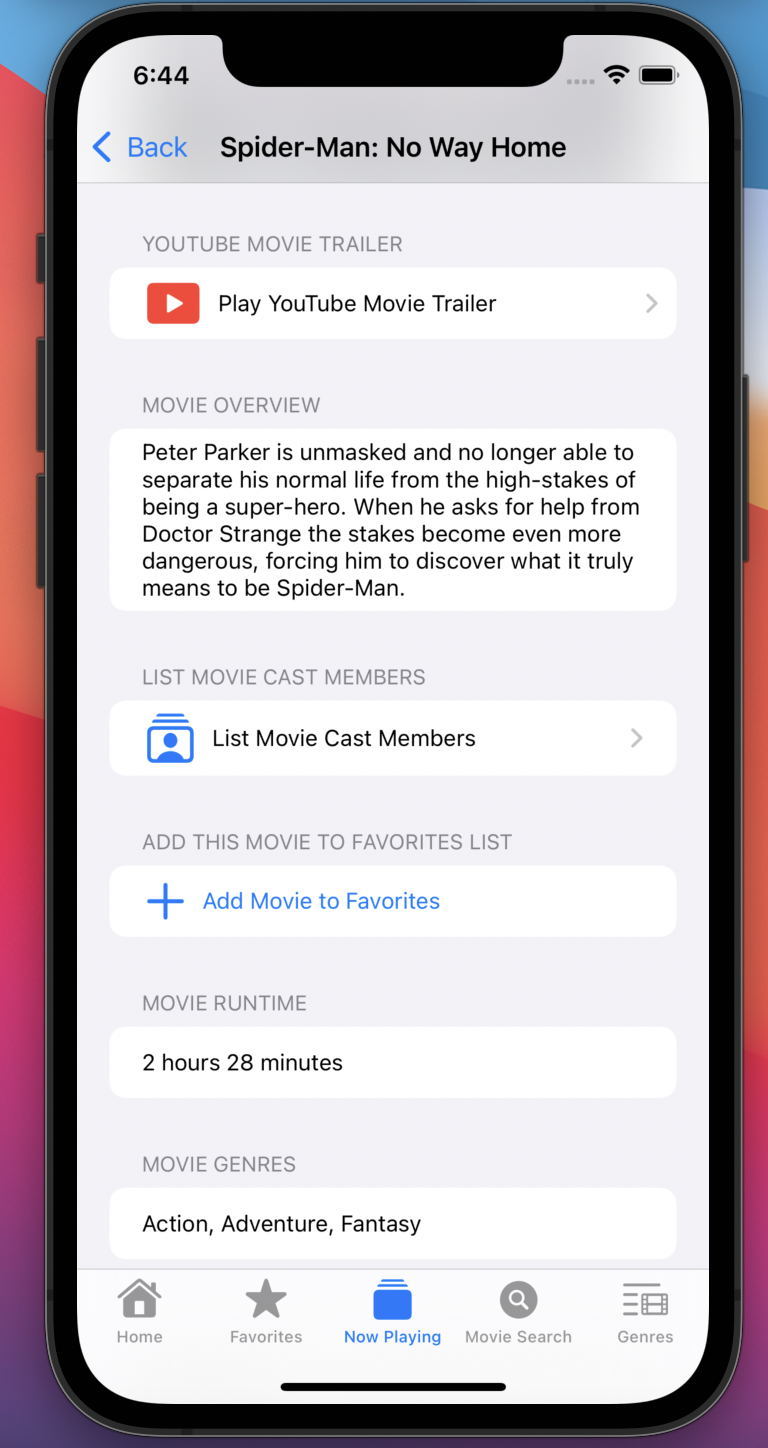 6:44
Back
Spider-Man: No Way Home
YOUTUBE MOVIE TRAILER
Play YouTube Movie Trailer
MOVIE OVERVIEW
Peter Parker is unmasked and no longer able to
separate his normal life from the high-stakes of
being a super-hero. When he asks for help from
Doctor Strange the stakes become even more
dangerous, forcing him to discover what it truly
means to be Spider-Man.
LIST MOVIE CAST MEMBERS
List Movie Cast Members
ADD THIS MOVIE TO FAVORITES LIST
Add Movie to Favorites
MOVIE RUNTIME
2 hours 28 minutes
MOVIE GENRES
Action, Adventure, Fantasy
Home
Favorites
Now Playing
Movie Search
Genres